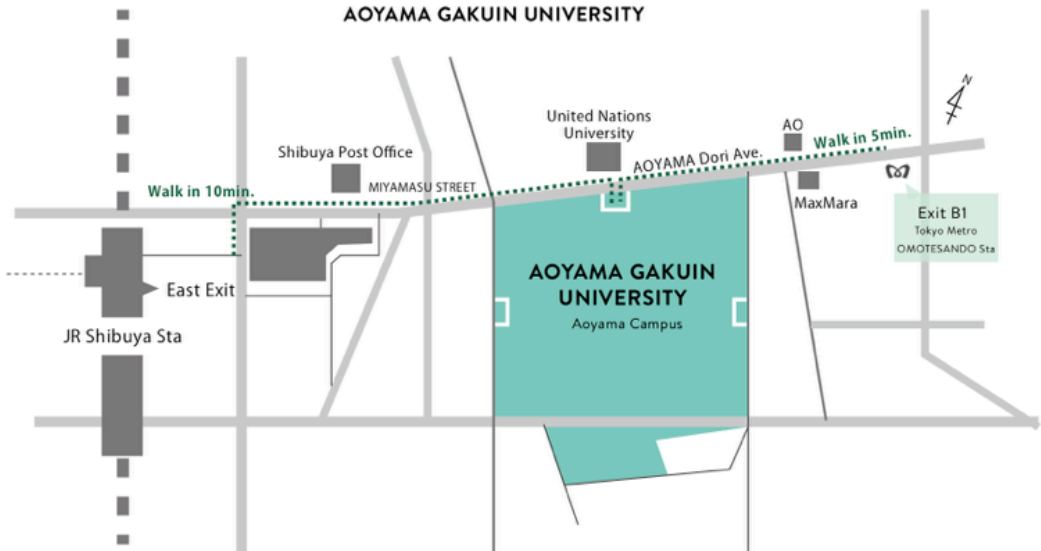 AOYAMA GAKUIN UNIVERSITY
N
United Nations
University
AO
Shibuya Post Office
AOYAMA Dori Ave.
Walk in 5min.
Walk in 10min.
MIYAMASU STREET
MaxMara
Exit B1
Tokyo Metro
OMOTESANDO Sta
AOYAMA GAKUIN
UNIVERSITY
Aoyama Campus
East Exit
JR Shibuya Sta